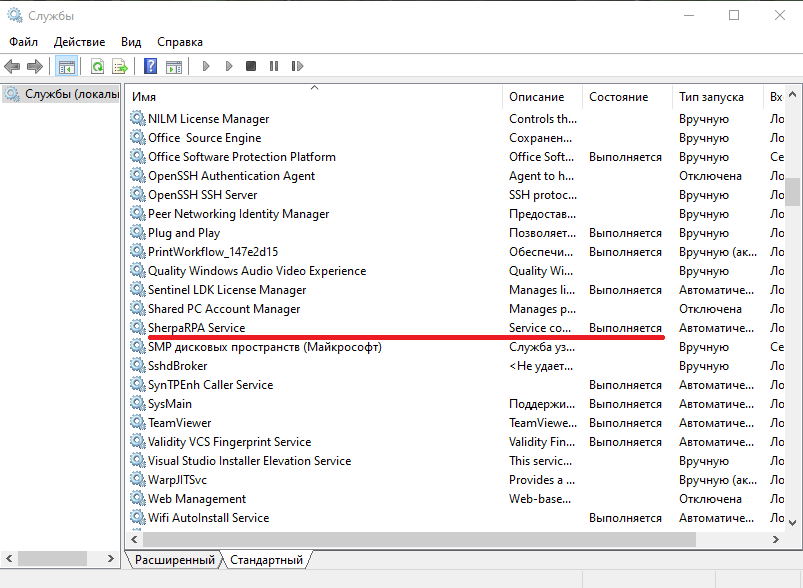 Службы
Файл Действие Вид Справка
Службы (локалы
Имя Описание Состояние Тип запуска Вх
NILM License Manager Controls th... Вручную Ло
Office  Source Engine Сохранен... Вручную Ло
Office Software Protection Platform Office Soft... Выполняется Вручную Се
OpenSSH Authentication Agent Agent to h... Отключена Ло
OpenSSH SSH Server SSH protoc... Вручную Ло
Peer Networking Identity Manager Предостав... Вручную Ло
Plug and Play Позволяет... Выполняется Вручную Ло
PrintWorkflow_147e2d15 Обеспечи... Выполняется Вручную (ак... Ло
Quality Windows Audio Video Experience Quality Wi... Вручную Ло
Sentinel LDK License Manager Manages li... Выполняется Автоматиче... Ло
Shared PC Account Manager Manages p... Отключена Ло
SherpaRPA Service Service co... Выполняется Автоматиче... Ло
SMP дисковых пространств (Майкрософт) Служба уз... Вручную Се
SshdBroker <Не удает... Вручную Ло
SynTPEnh Caller Service Выполняется Автоматиче... Ло
SysMain Поддержи... Выполняется Автоматиче... Ло
TeamViewer TeamViewe... Выполняется Автоматиче... Ло
Validity VCS Fingerprint Service Validity Fin... Выполняется Автоматиче... Ло
Visual Studio Installer Elevation Service This servic... Вручную Ло
WarpJITSvc Provides a ... Вручную (ак... Ло
Web Management Web-base... Отключена Ло
Wifi AutoInstall Service Выполняется Автоматиче... Ло
Расширенный Стандартный